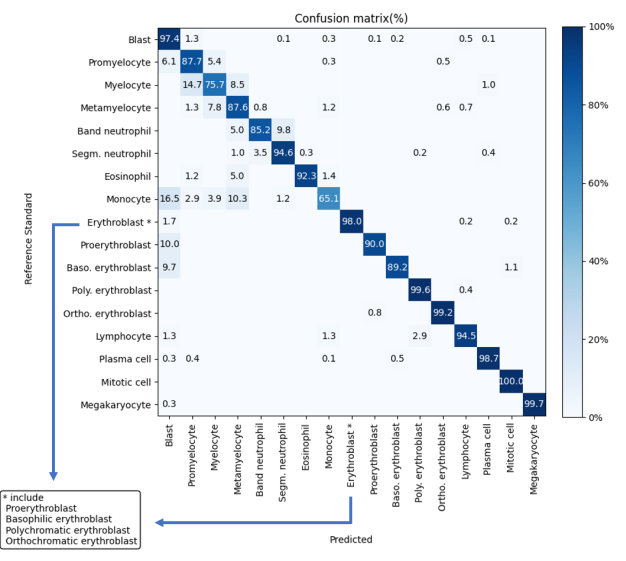 Confusion matrix(%)
Blast 97.4 1.3 0.1 0.3 0.1 0.2 0.5 0.1
Promyelocyte 6.1 87.7 5.4 0.3 0.5
Myelocyte 14.7 75.7 8.5 1.0
Metamyelocyte 1.3 7.8 87.6 0.8 1.2 0.6 0.7
Band neutrophil 5.0 85.2 9.8
Segm. neutrophil 1.0 3.5 94.6 0.3 0.2 0.4
Eosinophil 1.2 5.0 92.3 1.4
Monocyte 16.5 2.9 3.9 10.3 1.2 65.1
Erythroblast * 1.7 98.0 0.2 0.2
Proerythroblast 10.0 90.0
Baso. erythroblast 9.7 89.2 1.1
Poly. erythroblast 99.6 0.4
Ortho. erythroblast 0.8 99.2
Lymphocyte 1.3 1.3 2.9 94.5
Plasma cell 0.3 0.4 0.1 0.5 98.7
Mitotic cell 100.0
Megakaryocyte 0.3 99.7
Reference Standard
Blast
Promyelocyte
Myelocyte
Metamyelocyte
Band neutrophil
Segm. neutrophil
Eosinophil
Monocyte
Erythroblast *
Proerythroblast
Baso. erythroblast
Poly. erythroblast
Ortho. erythroblast
Lymphocyte
Plasma cell
Mitotic cell
Megakaryocyte
Predicted
100%
80%
60%
40%
20%
0%
* include
Proerythroblast
Basophilic erythroblast
Polychromatic erythroblast
Orthochromatic erythroblast